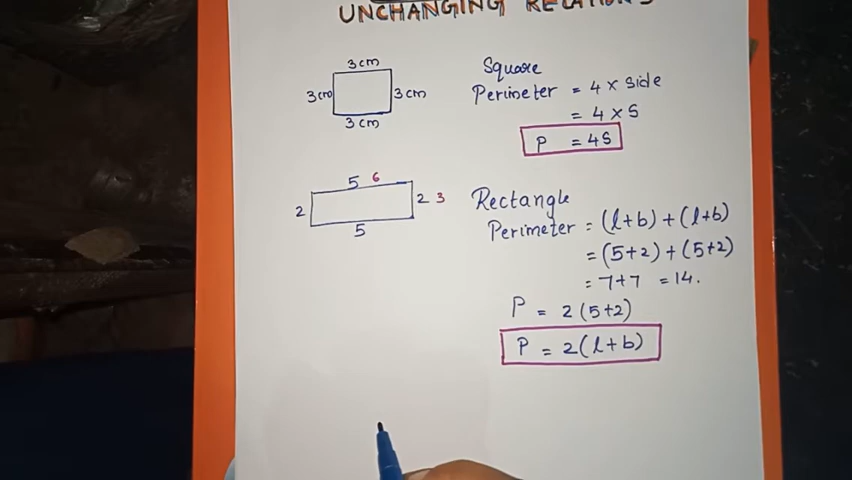 UNCHANGING RELATIONS
3cm
3cm
3cm
3cm
Square
Perimeter = 4 × Side
= 4 × S
P = 4S
5 6
2
2 3
5
Rectangle
Perimeter = (l+b) + (l+b)
= (5+2) + (5+2)
= 7+7 = 14.
P = 2(5+2)
P = 2(l+b)